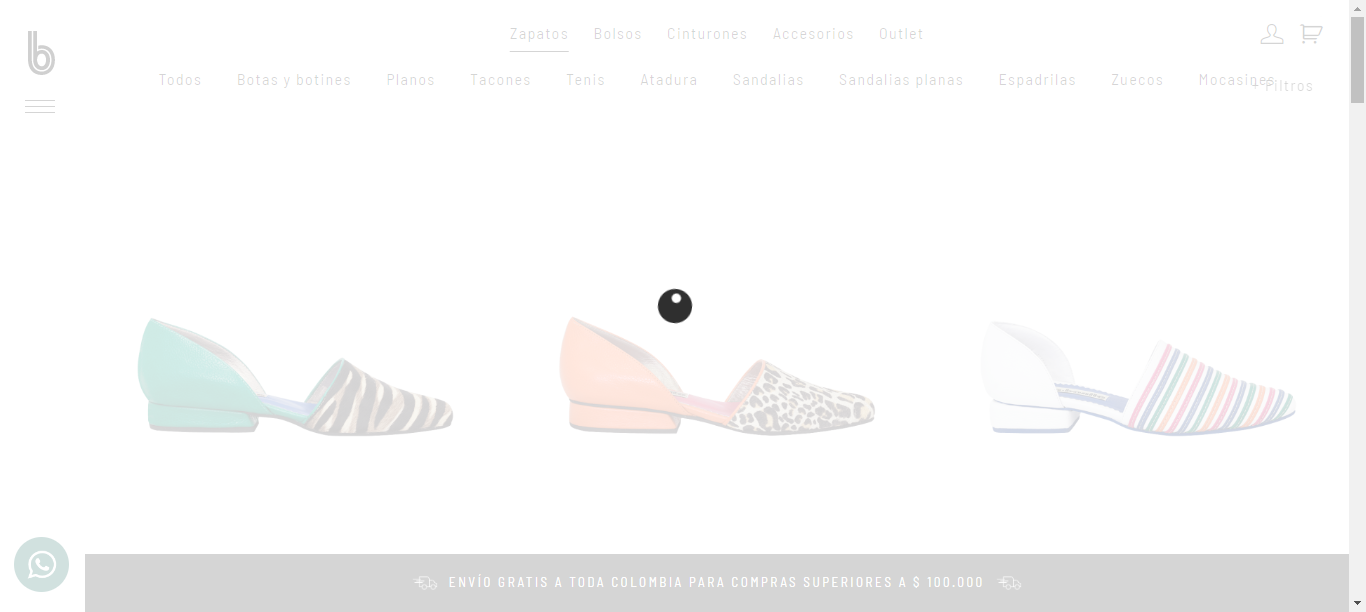 Zapatos Bolsos Cinturones Accesorios Outlet
Todos Botas y botines Planos Tacones Tenis Atadura Sandalias Sandalias planas Espadrilas Zuecos Mocasines
+ Filtros
ENVÍO GRATIS A TODA COLOMBIA PARA COMPRAS SUPERIORES A $ 100.000